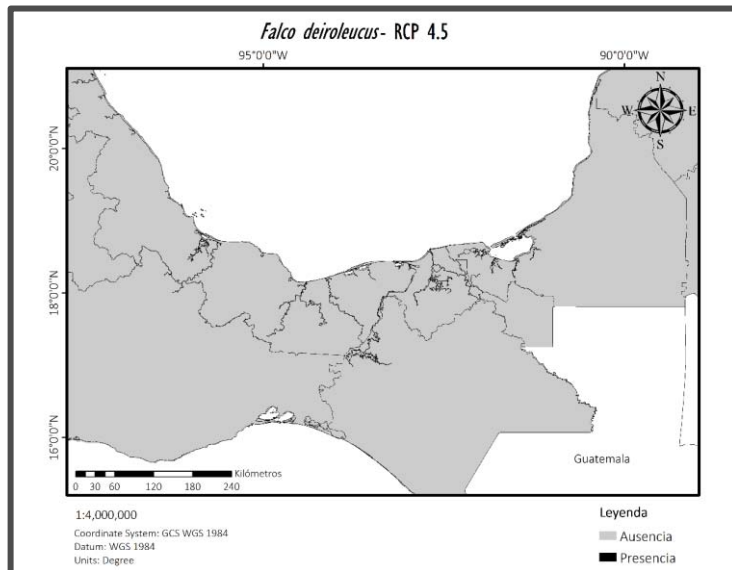 Falco deiroleucus- RCP 4.5
95°0'0"W 90°0'0"W
N
W E
S
20°0'0"N
18°0'0"N
16°0'0"N
Guatemala
Kilómetros
0 30 60 120 180 240
1:4,000,000
Coordinate System: GCS WGS 1984
Datum: WGS 1984
Units: Degree
Leyenda
Ausencia
Presencia